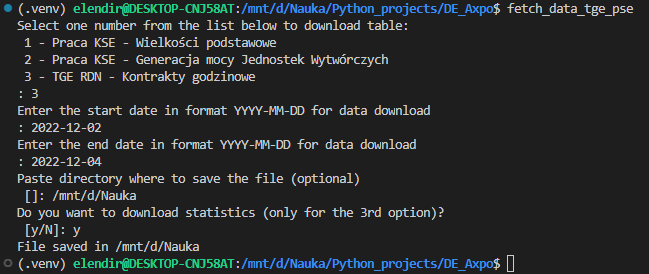 (.venv) elendir@DESKTOP-CNJ58AT:/mnt/d/Nauka/Python_projects/DE_Axpo$ fetch_data_tge_pse
Select one number from the list below to download table:
 1 - Praca KSE - Wielkości podstawowe
 2 - Praca KSE - Generacja mocy Jednostek Wytwórczych
 3 - TGE RDN - Kontrakty godzinowe
: 3
Enter the start date in format YYYY-MM-DD for data download
: 2022-12-02
Enter the end date in format YYYY-MM-DD for data download
: 2022-12-04
Paste directory where to save the file (optional)
 []: /mnt/d/Nauka
Do you want to download statistics (only for the 3rd option)?
 [y/N]: y
File saved in /mnt/d/Nauka
(.venv) elendir@DESKTOP-CNJ58AT:/mnt/d/Nauka/Python_projects/DE_Axpo$